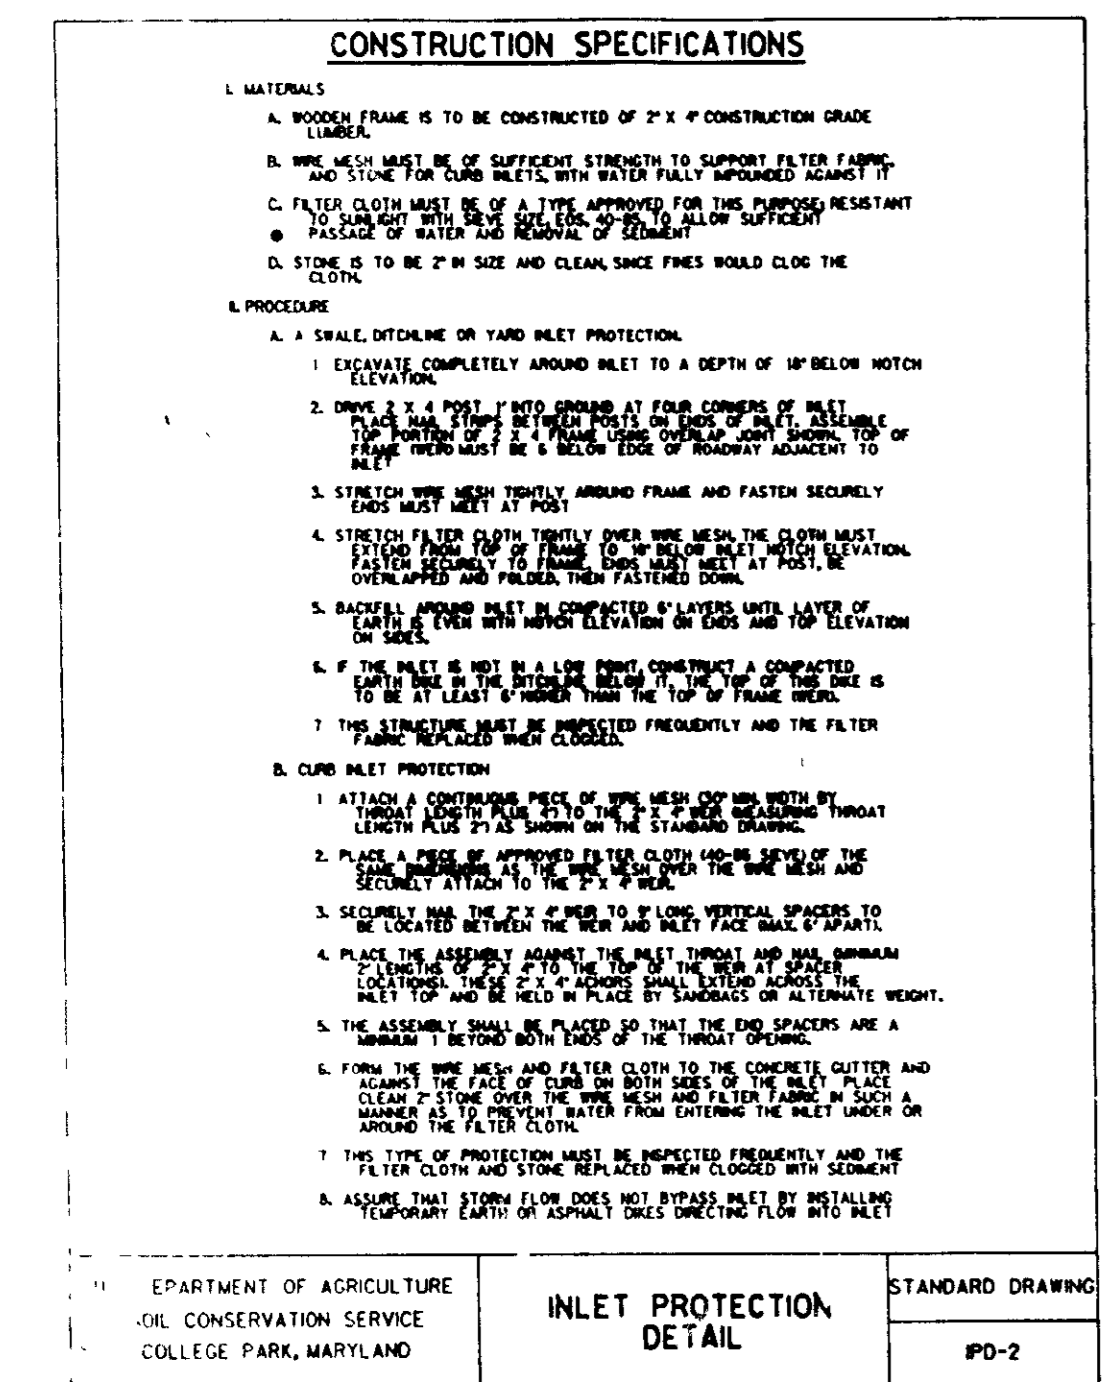 CONSTRUCTION SPECIFICATIONS
I. MATERIALS
A. WOODEN FRAME IS TO BE CONSTRUCTED OF 2" X 4" CONSTRUCTION GRADE
LUMBER.
B. WIRE MESH MUST BE OF SUFFICIENT STRENGTH TO SUPPORT FILTER FABRIC,
AND STONE FOR CURB INLETS, WITH WATER FULLY IMPOUNDED AGAINST IT
C. FILTER CLOTH MUST BE OF A TYPE APPROVED FOR THIS PURPOSE; RESISTANT
TO SUNLIGHT WITH SIEVE SIZE, EOS, 40-85, TO ALLOW SUFFICIENT
PASSAGE OF WATER AND REMOVAL OF SEDIMENT
D. STONE IS TO BE 2" IN SIZE AND CLEAN, SINCE FINES WOULD CLOG THE
CLOTH.
II. PROCEDURE
A. A SWALE, DITCHLINE OR YARD INLET PROTECTION.
1 EXCAVATE COMPLETELY AROUND INLET TO A DEPTH OF 18" BELOW NOTCH
ELEVATION.
2. DRIVE 2 X 4 POST 1' INTO GROUND AT FOUR CORNERS OF INLET
PLACE NAIL STRIPS BETWEEN POSTS ON ENDS OF INLET. ASSEMBLE
TOP PORTION OF 2 X 4 FRAME USING OVERLAP JOINT SHOWN. TOP OF
FRAME (WEIR) MUST BE 6 BELOW EDGE OF ROADWAY ADJACENT TO
INLET
3. STRETCH WIRE MESH TIGHTLY AROUND FRAME AND FASTEN SECURELY
ENDS MUST MEET AT POST
4. STRETCH FILTER CLOTH TIGHTLY OVER WIRE MESH, THE CLOTH MUST
EXTEND FROM TOP OF FRAME TO 18" BELOW INLET NOTCH ELEVATION.
FASTEN SECURELY TO FRAME, ENDS MUST MEET AT POST, BE
OVERLAPPED AND FOLDED, THEN FASTENED DOWN.
5. BACKFILL AROUND INLET IN COMPACTED 6" LAYERS UNTIL LAYER OF
EARTH IS EVEN WITH NOTCH ELEVATION ON ENDS AND TOP ELEVATION
ON SIDES.
6. IF THE INLET IS NOT IN A LOW POINT, CONSTRUCT A COMPACTED
EARTH DIKE IN THE DITCHLINE BELOW IT, THE TOP OF THIS DIKE IS
TO BE AT LEAST 6" HIGHER THAN THE TOP OF FRAME (WEIR).
7 THIS STRUCTURE MUST BE INSPECTED FREQUENTLY AND THE FILTER
FABRIC REPLACED WHEN CLOGGED.
B. CURB INLET PROTECTION
1 ATTACH A CONTINUOUS PIECE OF WIRE MESH (30" MIN. WIDTH BY
THROAT LENGTH PLUS 4') TO THE 2" X 4" WEIR (MEASURING THROAT
LENGTH PLUS 2') AS SHOWN ON THE STANDARD DRAWING.
2. PLACE A PIECE OF APPROVED FILTER CLOTH (40-85 SIEVE) OF THE
SAME DIMENSIONS AS THE WIRE MESH OVER THE WIRE MESH AND
SECURELY ATTACH TO THE 2" X 4" WEIR.
3. SECURELY NAIL THE 2" X 4" WEIR TO 9" LONG VERTICAL SPACERS TO
BE LOCATED BETWEEN THE WEIR AND INLET FACE (MAX. 6' APART).
4. PLACE THE ASSEMBLY AGAINST THE INLET THROAT AND NAIL (MINIMUM
2' LENGTHS OF 2" X 4" TO THE TOP OF THE WEIR AT SPACER
LOCATIONS). THESE 2" X 4" ACHORS SHALL EXTEND ACROSS THE
INLET TOP AND BE HELD IN PLACE BY SANDBAGS OR ALTERNATE WEIGHT.
5. THE ASSEMBLY SHALL BE PLACED SO THAT THE END SPACERS ARE A
MINIMUM 1 BEYOND BOTH ENDS OF THE THROAT OPENING.
6. FORM THE WIRE MESH AND FILTER CLOTH TO THE CONCRETE GUTTER AND
AGAINST THE FACE OF CURB ON BOTH SIDES OF THE INLET PLACE
CLEAN 2" STONE OVER THE WIRE MESH AND FILTER FABRIC IN SUCH A
MANNER AS TO PREVENT WATER FROM ENTERING THE INLET UNDER OR
AROUND THE FILTER CLOTH.
7 THIS TYPE OF PROTECTION MUST BE INSPECTED FREQUENTLY AND THE
FILTER CLOTH AND STONE REPLACED WHEN CLOGGED WITH SEDIMENT
8. ASSURE THAT STORM FLOW DOES NOT BYPASS INLET BY INSTALLING
TEMPORARY EARTH OR ASPHALT DIKES DIRECTING FLOW INTO INLET
EPARTMENT OF AGRICULTURE
OIL CONSERVATION SERVICE
COLLEGE PARK, MARYLAND
INLET PROTECTION
DETAIL
STANDARD DRAWING
IPD-2